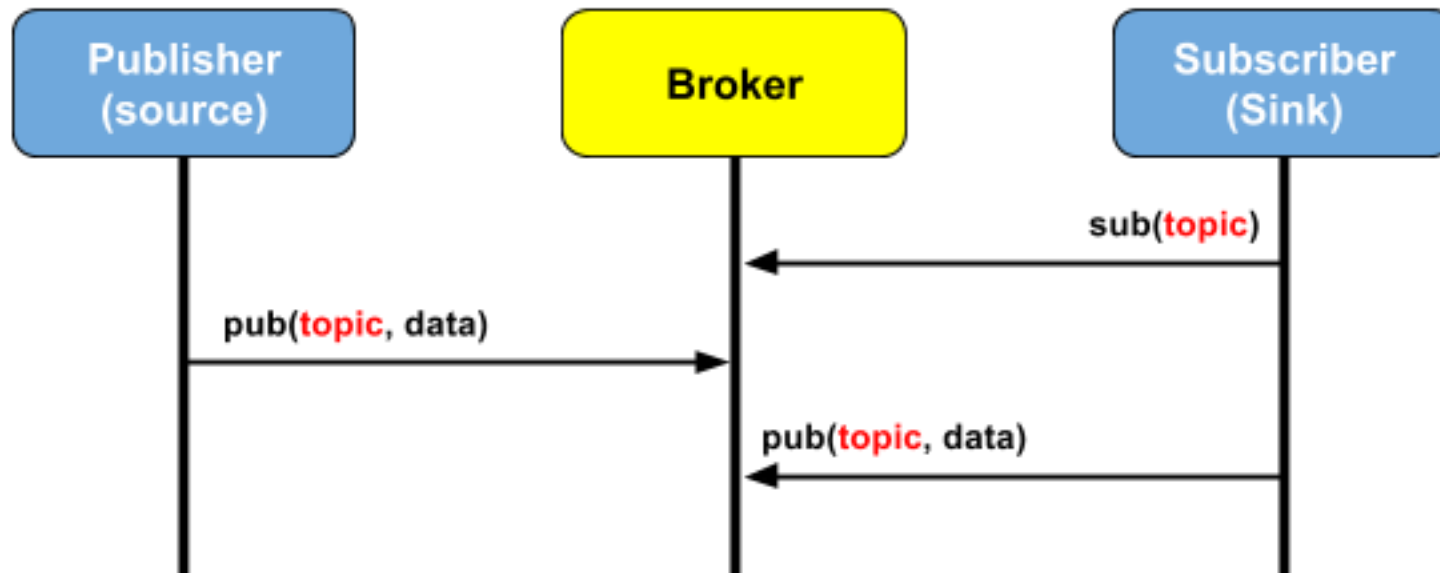 Publisher
(source)
Broker
Subscriber
(Sink)
sub(topic)
pub(topic, data)
pub(topic, data)